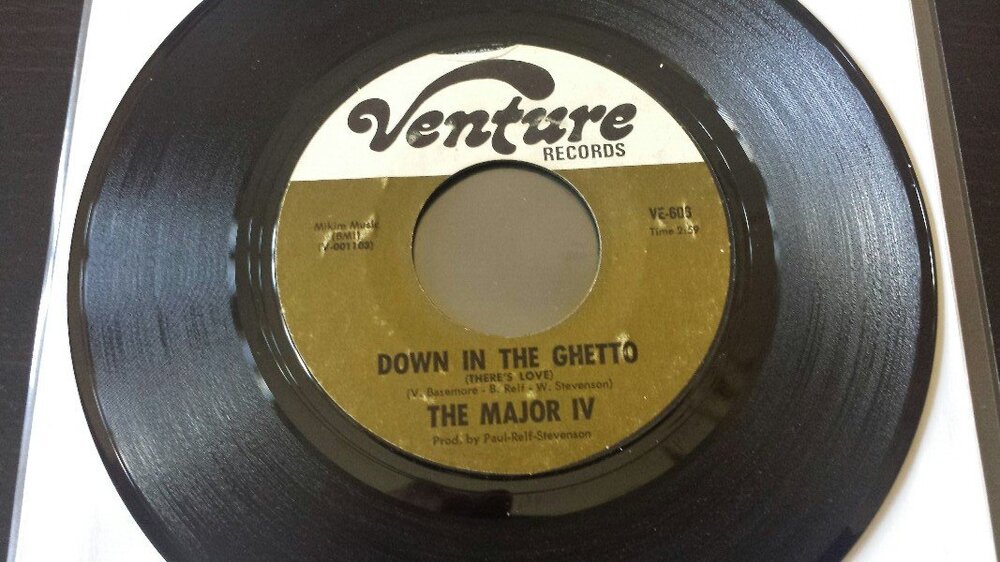 Venture
RECORDS
Mikim Music
(BMI)
(V-001103)
VE-603
Time 2:59
DOWN IN THE GHETTO
(THERE'S LOVE)
(V. Basemore - B. Relf - W. Stevenson)
THE MAJOR IV
Prod. by Paul-Relf-Stevenson